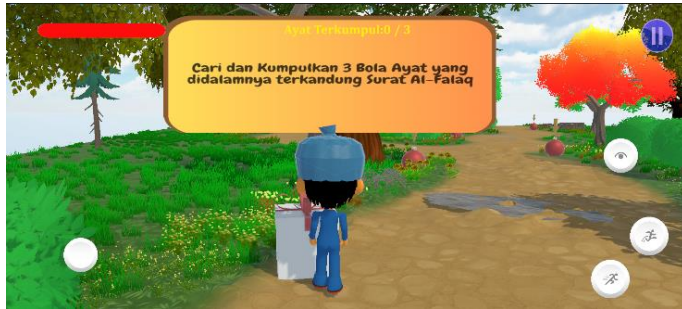 Ayat Terkumpul:0 / 3
Cari dan Kumpulkan 3 Bola Ayat yang
didalamnya terkandung Surat Al-Falaq